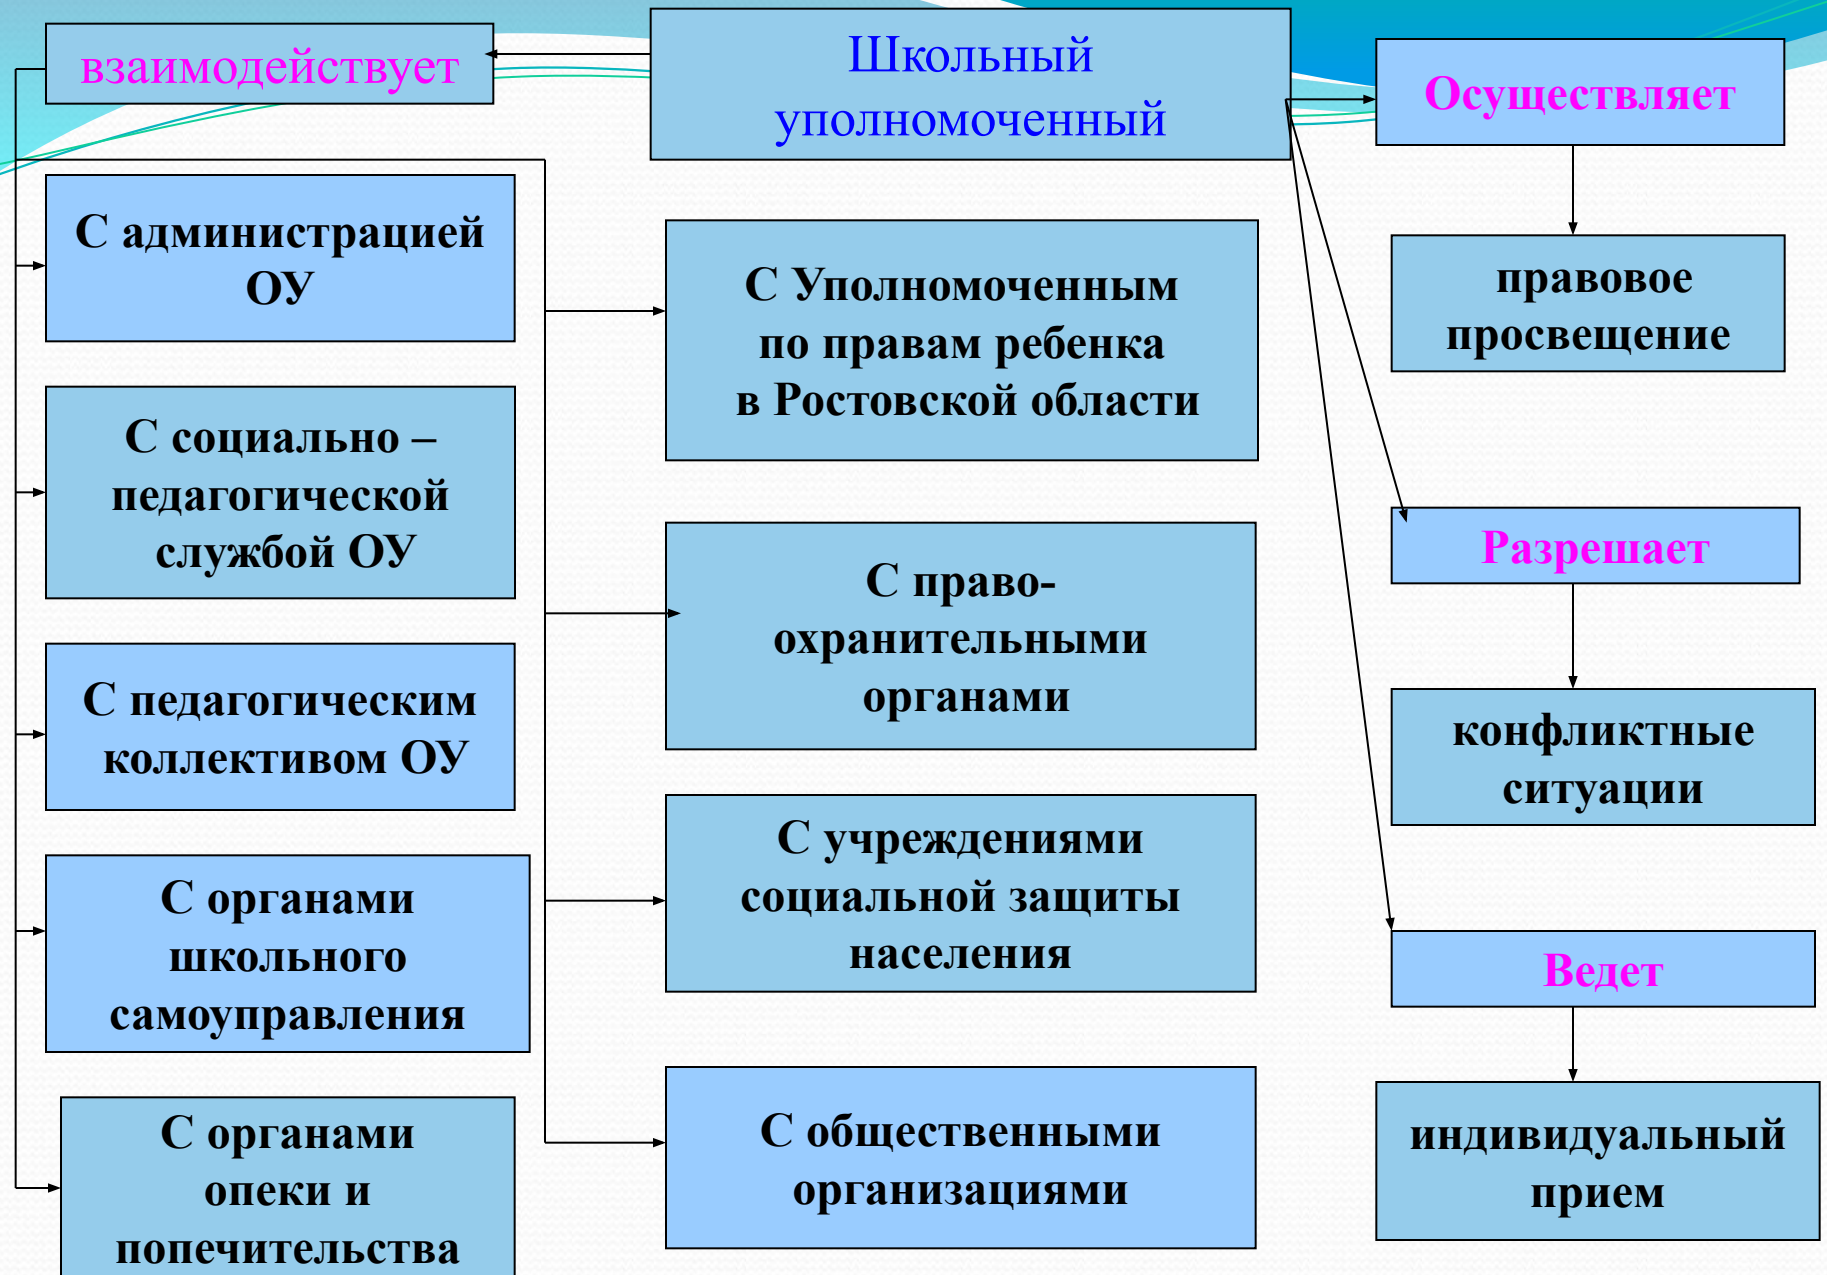 взаимодействует
Школьный
уполномоченный
Осуществляет
С администрацией
ОУ
С социально –
педагогической
службой ОУ
С педагогическим
коллективом ОУ
С органами
школьного
самоуправления
С органами
опеки и
попечительства
С Уполномоченным
по правам ребенка
в Ростовской области
С право-
охранительными
органами
С учреждениями
социальной защиты
населения
С общественными
организациями
правовое
просвещение
Разрешает
конфликтные
ситуации
Ведет
индивидуальный
прием